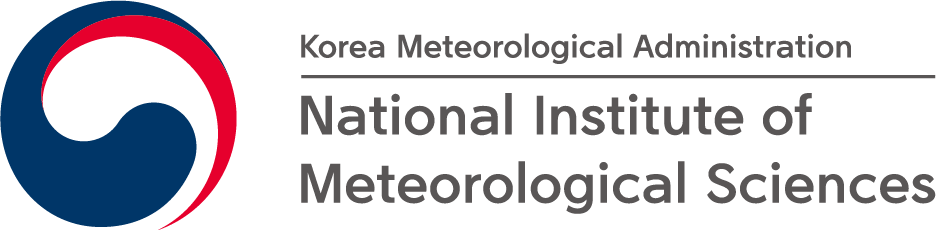 Korea Meteorological Administration
National Institute of
Meteorological Sciences